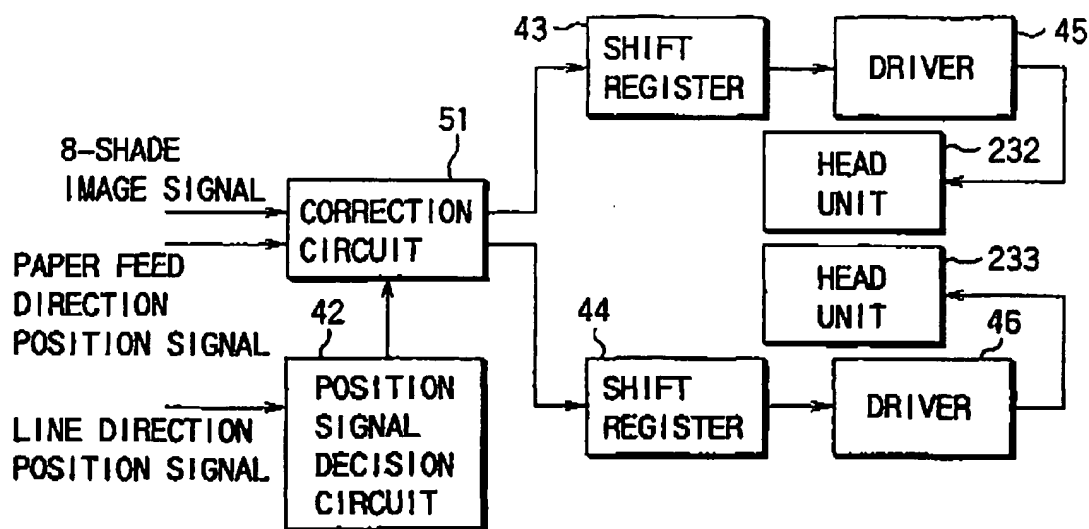 43
SHIFT
REGISTER
45
DRIVER
51
8-SHADE
IMAGE SIGNAL
CORRECTION
CIRCUIT
232
HEAD
UNIT
233
HEAD
UNIT
PAPER FEED
DIRECTION
POSITION SIGNAL
42
POSITION
SIGNAL
DECISION
CIRCUIT
LINE DIRECTION
POSITION SIGNAL
44
SHIFT
REGISTER
46
DRIVER